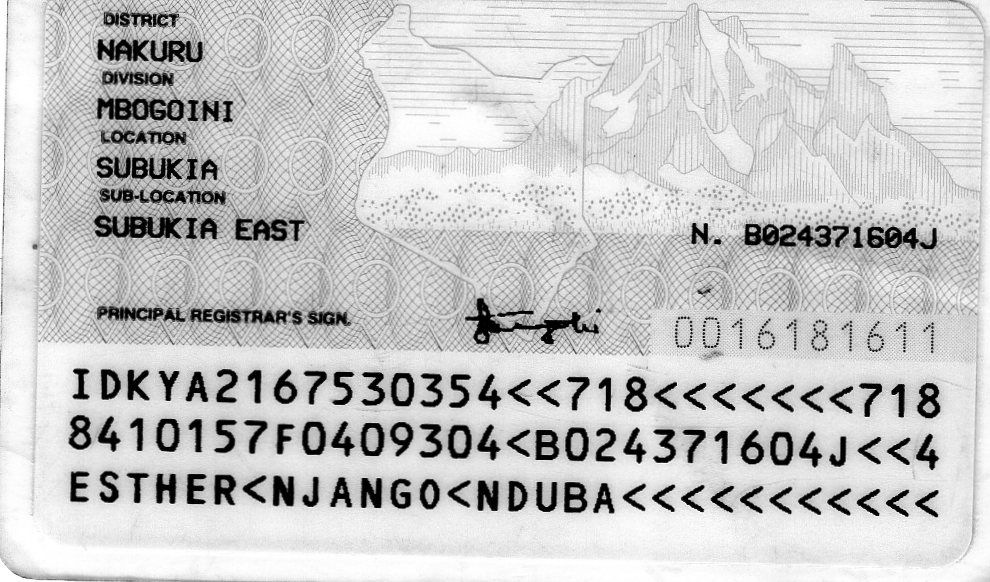 DISTRICT
NAKURU
DIVISION
MBOGOINI
LOCATION
SUBUKIA
SUB-LOCATION
SUBUKIA EAST
N. B024371604J
PRINCIPAL REGISTRAR'S SIGN.
0016181611
IDKYA2167530354<<718<<<<<<<718
8410157F0409304<B024371604J<<4
ESTHER<NJANGO<NDUBA<<<<<<<<<<<